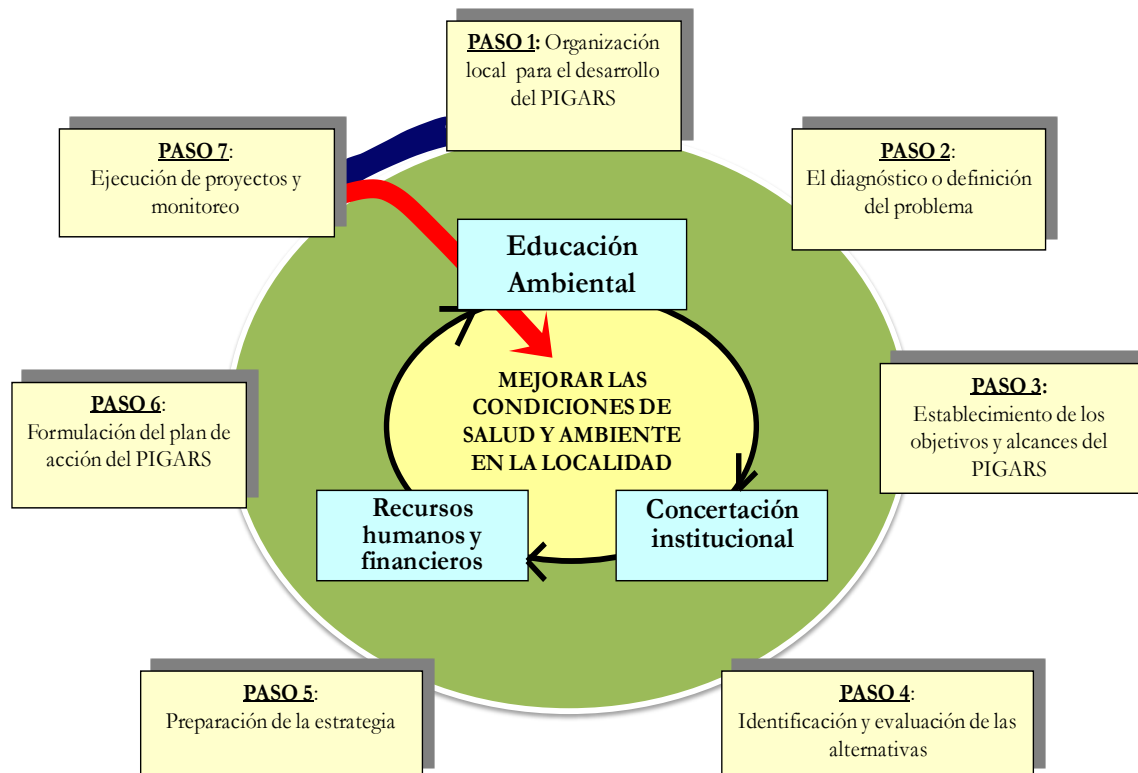 PASO 1: Organización
local para el desarrollo
del PIGARS
PASO 2:
El diagnóstico o definición
del problema
PASO 3:
Establecimiento de los
objetivos y alcances del
PIGARS
PASO 4:
Identificación y evaluación de las
alternativas
PASO 5:
Preparación de la estrategia
PASO 6:
Formulación del plan de
acción del PIGARS
PASO 7:
Ejecución de proyectos y
monitoreo
Educación
Ambiental
MEJORAR LAS
CONDICIONES DE
SALUD Y AMBIENTE
EN LA LOCALIDAD
Concertación
institucional
Recursos
humanos y
financieros